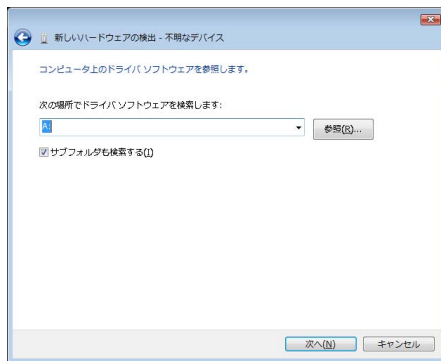 新しいハードウェアの検出 - 不明なデバイス
コンピュータ上のドライバ ソフトウェアを参照します。
次の場所でドライバ ソフトウェアを検索します:
A:
参照(R)...
サブフォルダも検索する(I)
次へ(N)
キャンセル